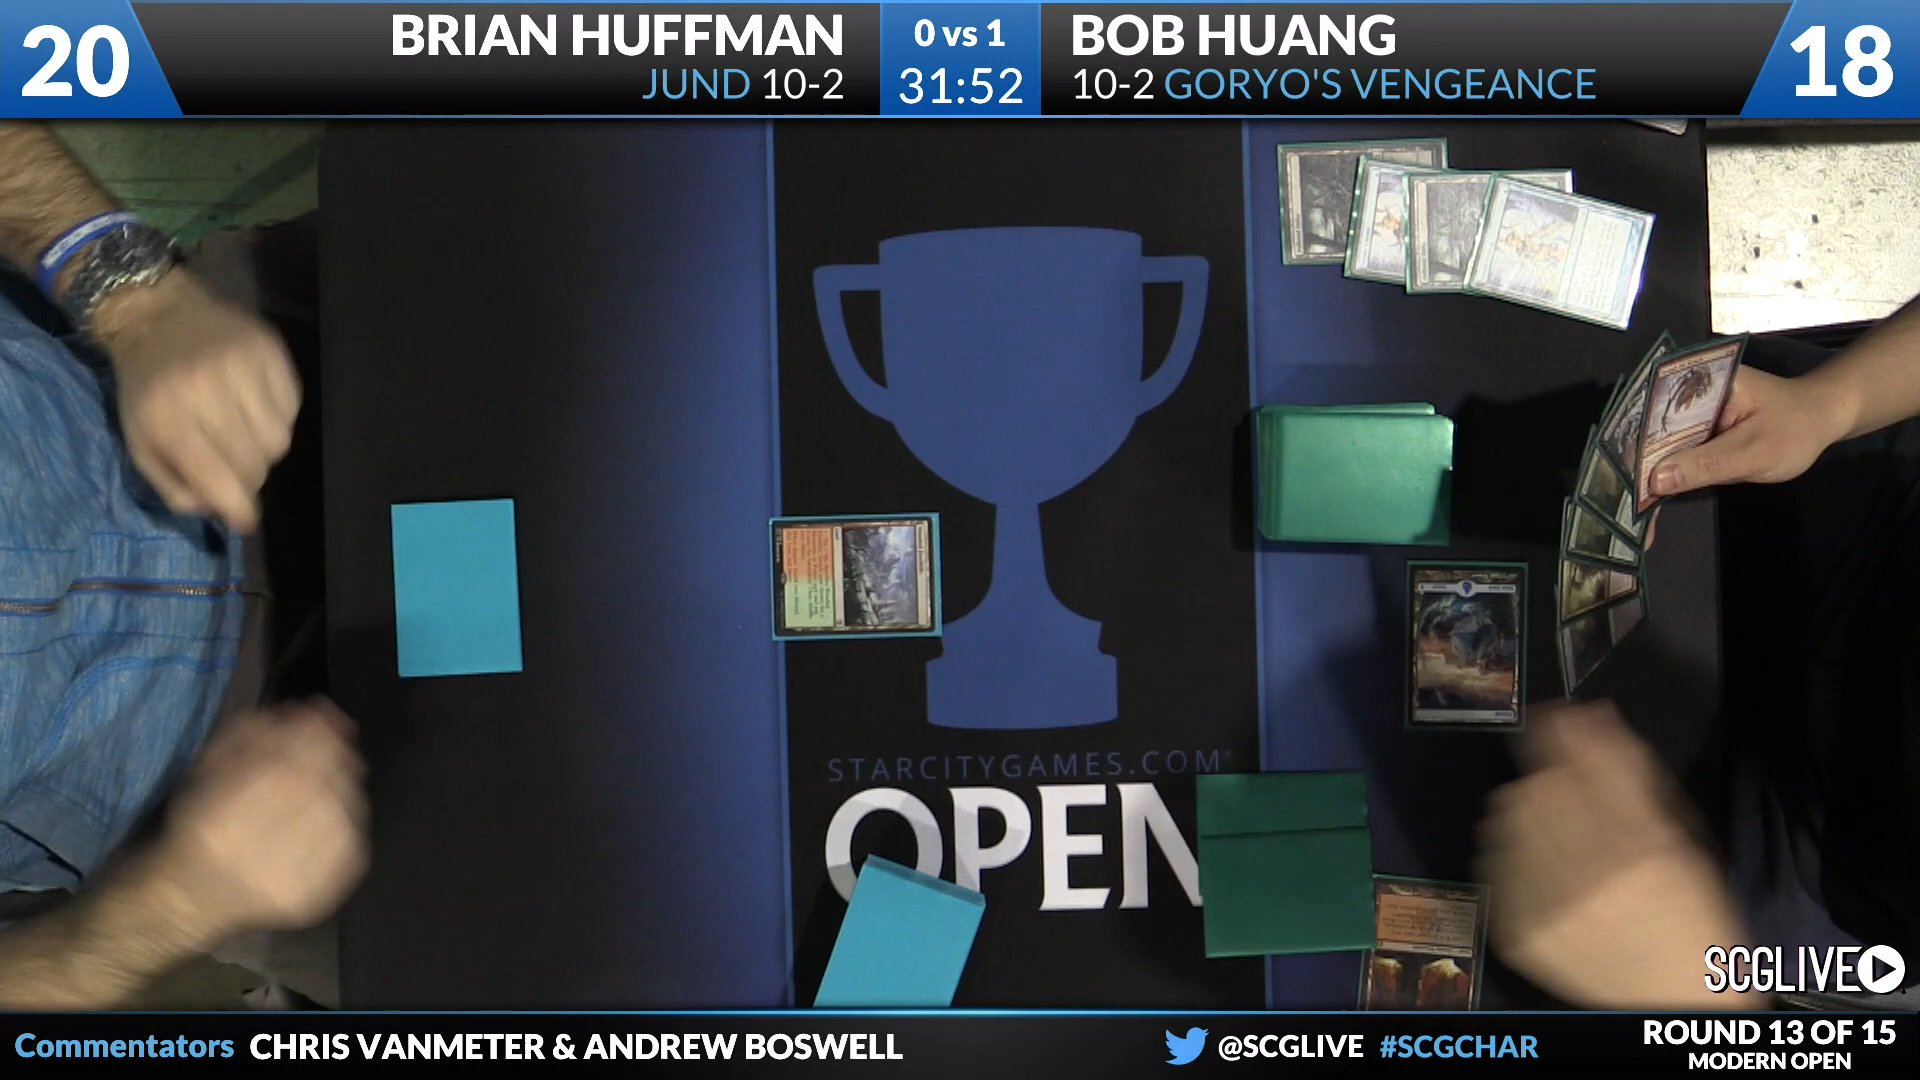 20
BRIAN HUFFMAN
JUND 10-2
0 vs 1
31:52
BOB HUANG
10-2 GORYO'S VENGEANCE
18
STARCITYGAMES.COM
OPEN
SCGLIVE
Commentators CHRIS VANMETER & ANDREW BOSWELL
@SCGLIVE #SCGCHAR
ROUND 13 OF 15
MODERN OPEN